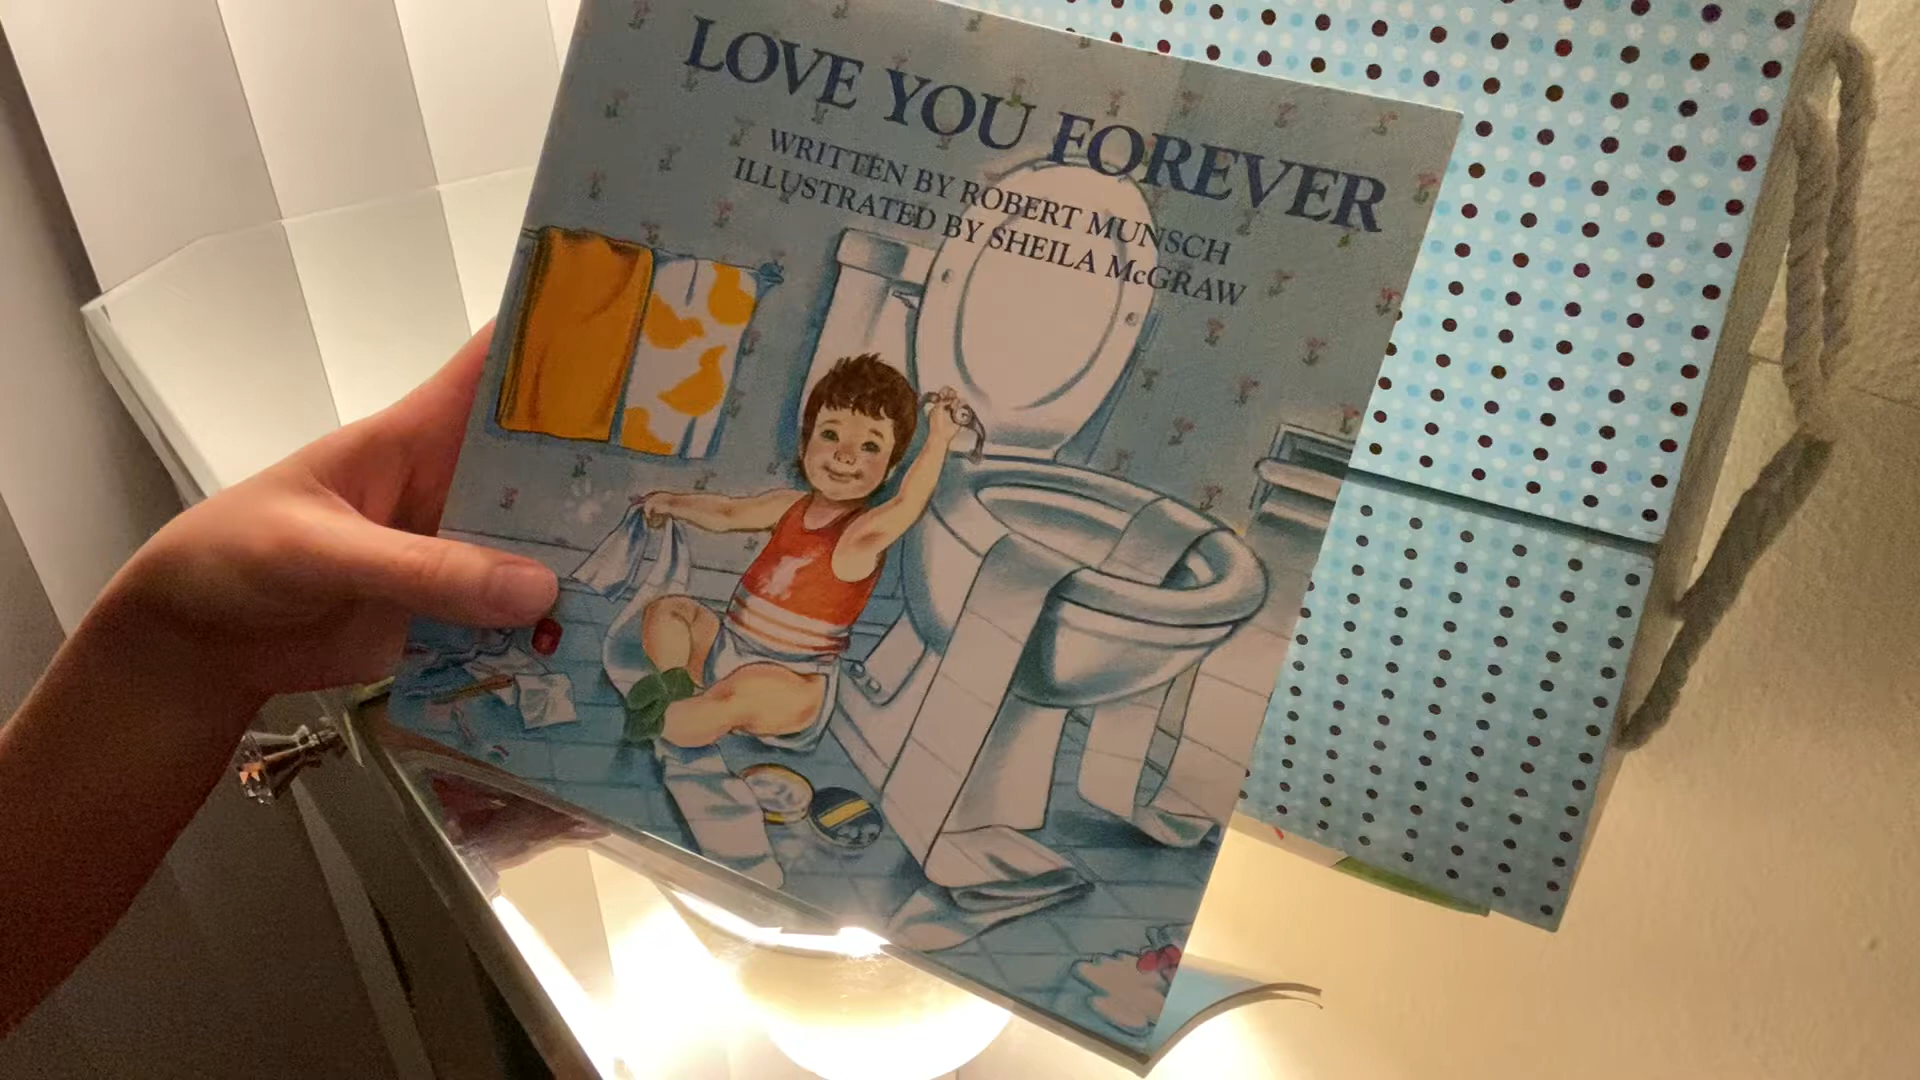 LOVE YOU FOREVER
WRITTEN BY ROBERT MUNSCH
ILLUSTRATED BY SHEILA McGRAW